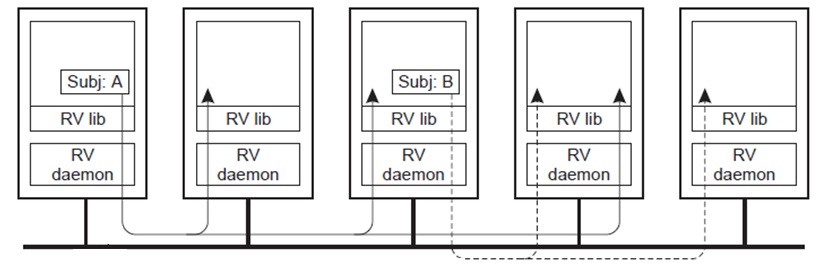 Subj: A
Subj: B
RV lib
RV lib
RV lib
RV lib
RV lib
RV
daemon
RV
daemon
RV
daemon
RV
daemon
RV
daemon